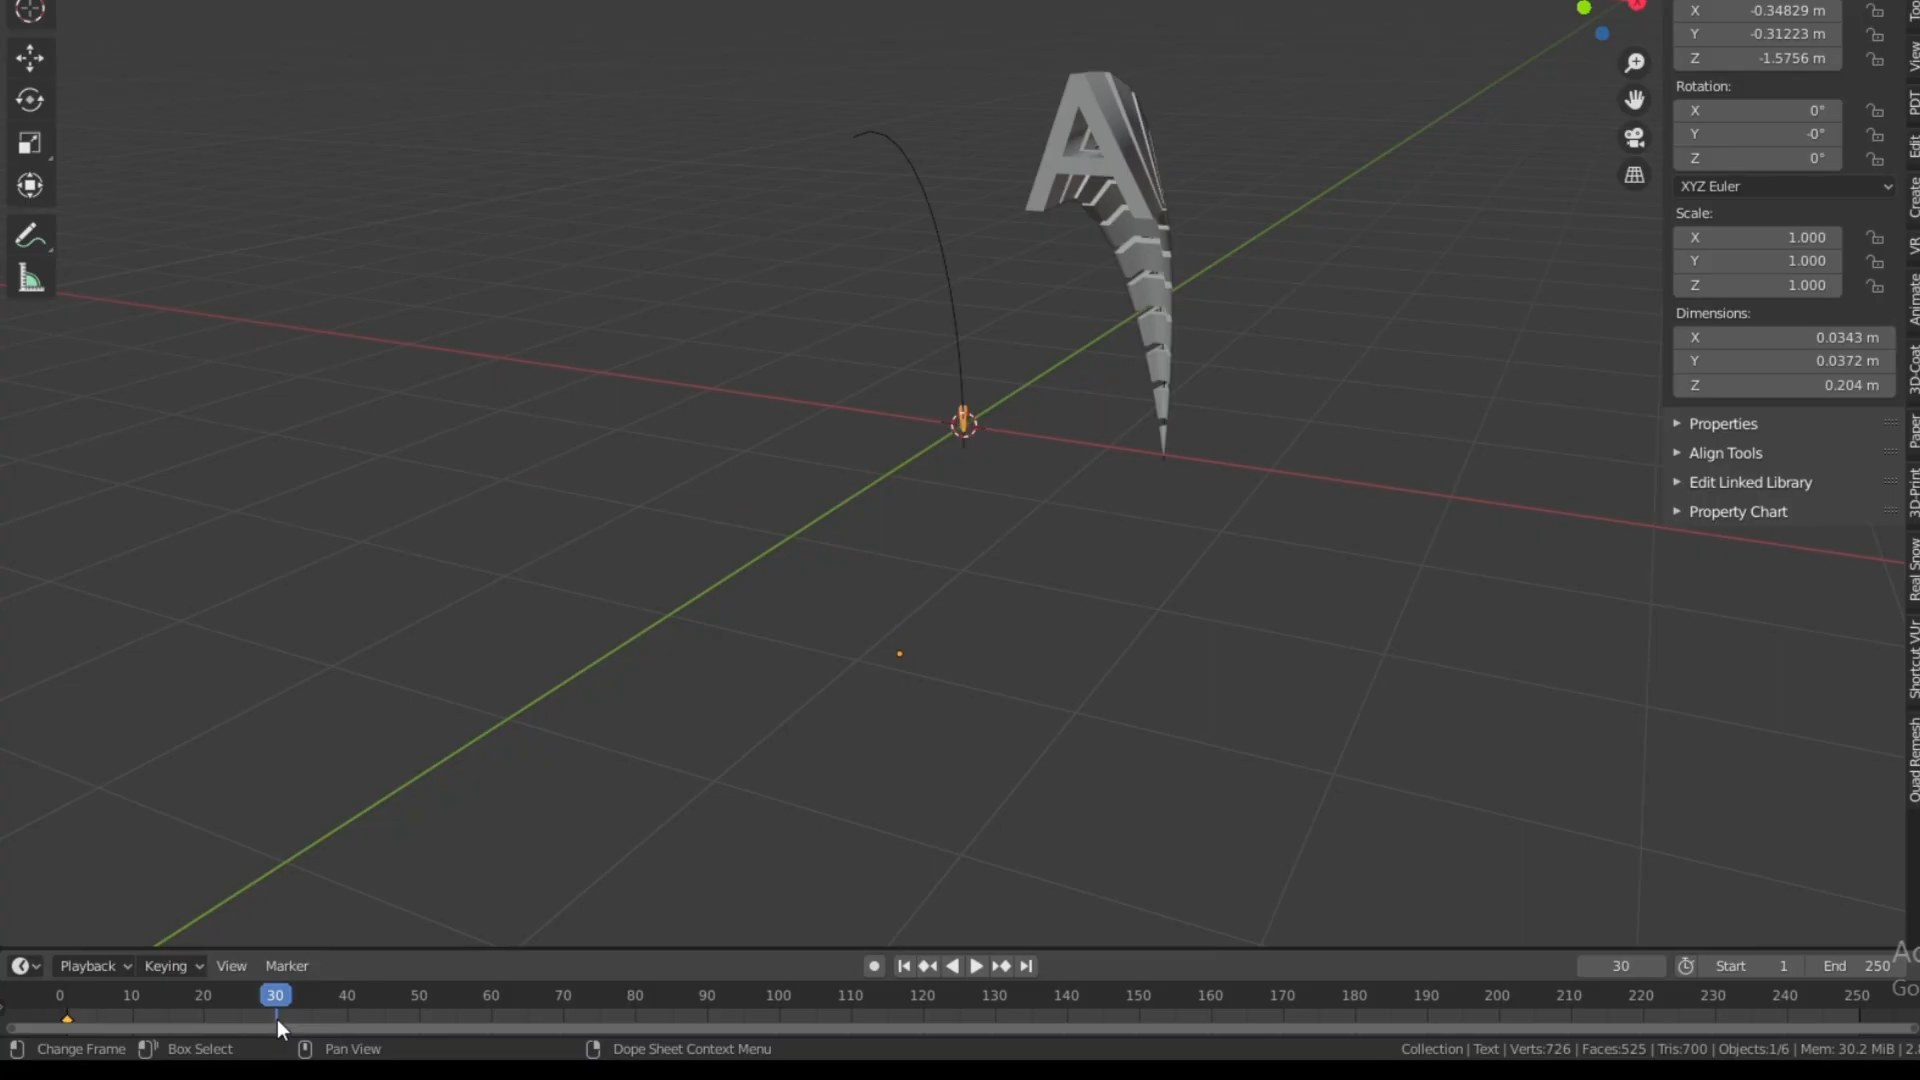 X -0.34829 m
Y -0.31223 m
Z -1.5756 m
Rotation:
X 0°
Y -0°
Z 0°
XYZ Euler
Scale:
X 1.000
Y 1.000
Z 1.000
Dimensions:
X 0.0343 m
Y 0.0372 m
Z 0.204 m
Properties
Align Tools
Edit Linked Library
Property Chart
View
PDT
Edit
Create
VR
Animate
3D-Coat
Paper
3D-Print
Real Snow
Shortcut VUr
Quad Remesh
A
Playback Keying View Marker
30 Start 1 End 250
0 10 20 30 40 50 60 70 80 90 100 110 120 130 140 150 160 170 180 190 200 210 220 230 240 250
Change Frame Box Select Pan View Dope Sheet Context Menu
Collection | Text | Verts:726 | Faces:525 | Tris:700 | Objects:1/6 | Mem: 30.2 MiB |